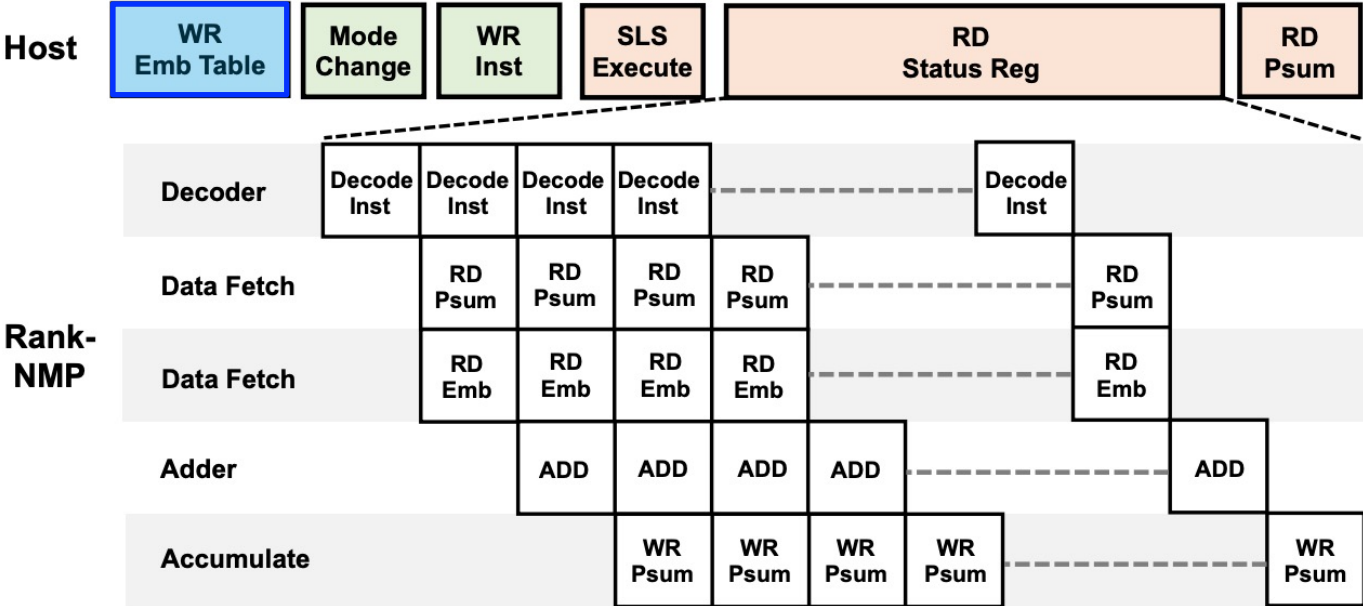 Host
WR
Emb Table
Mode
Change
WR
Inst
SLS
Execute
RD
Status Reg
RD
Psum
Rank-
NMP
Decoder
Decode
Inst
Decode
Inst
Decode
Inst
Decode
Inst
Decode
Inst
Data Fetch
RD
Psum
RD
Psum
RD
Psum
RD
Psum
RD
Psum
Data Fetch
RD
Emb
RD
Emb
RD
Emb
RD
Emb
RD
Emb
Adder
ADD
ADD
ADD
ADD
ADD
Accumulate
WR
Psum
WR
Psum
WR
Psum
WR
Psum
WR
Psum